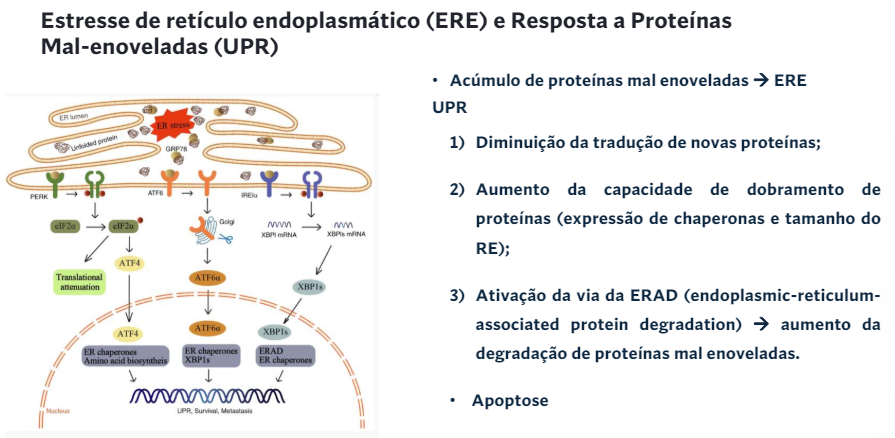 Estresse de retículo endoplasmático (ERE) e Resposta a Proteínas
Mal-enoveladas (UPR)
ER lumen
ER stress
Unfolded protein
GRP78
PERK
ATF6
IREIα
eIF2α
eIF2α
Golgi
XBPI mRNA
XBPIs mRNA
Translational
attenuation
ATF4
ATF6α
XBP1s
ATF4
ATF6α
XBP1s
ER chaperones
Amino acid biosyntheis
ER chaperones
XBP1s
ERAD
ER chaperones
Nucleus
UPR, Survival, Metastasis
• Acúmulo de proteínas mal enoveladas → ERE
UPR
1) Diminuição da tradução de novas proteínas;
2) Aumento da capacidade de dobramento de
proteínas (expressão de chaperonas e tamanho do
RE);
3) Ativação da via da ERAD (endoplasmic-reticulum-
associated protein degradation) → aumento da
degradação de proteínas mal enoveladas.
• Apoptose